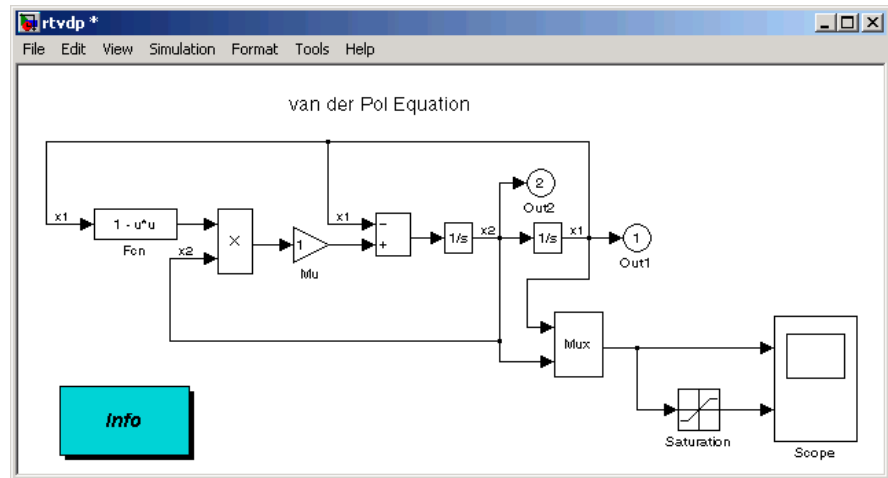 rtvdp *
File Edit View Simulation Format Tools Help
van der Pol Equation
2
Out2
x1
1 - u*u
Fcn
x2
×
1
Mu
x1
−
+
1/s
x2
1/s
x1
1
Out1
Mux
Saturation
Scope
Info